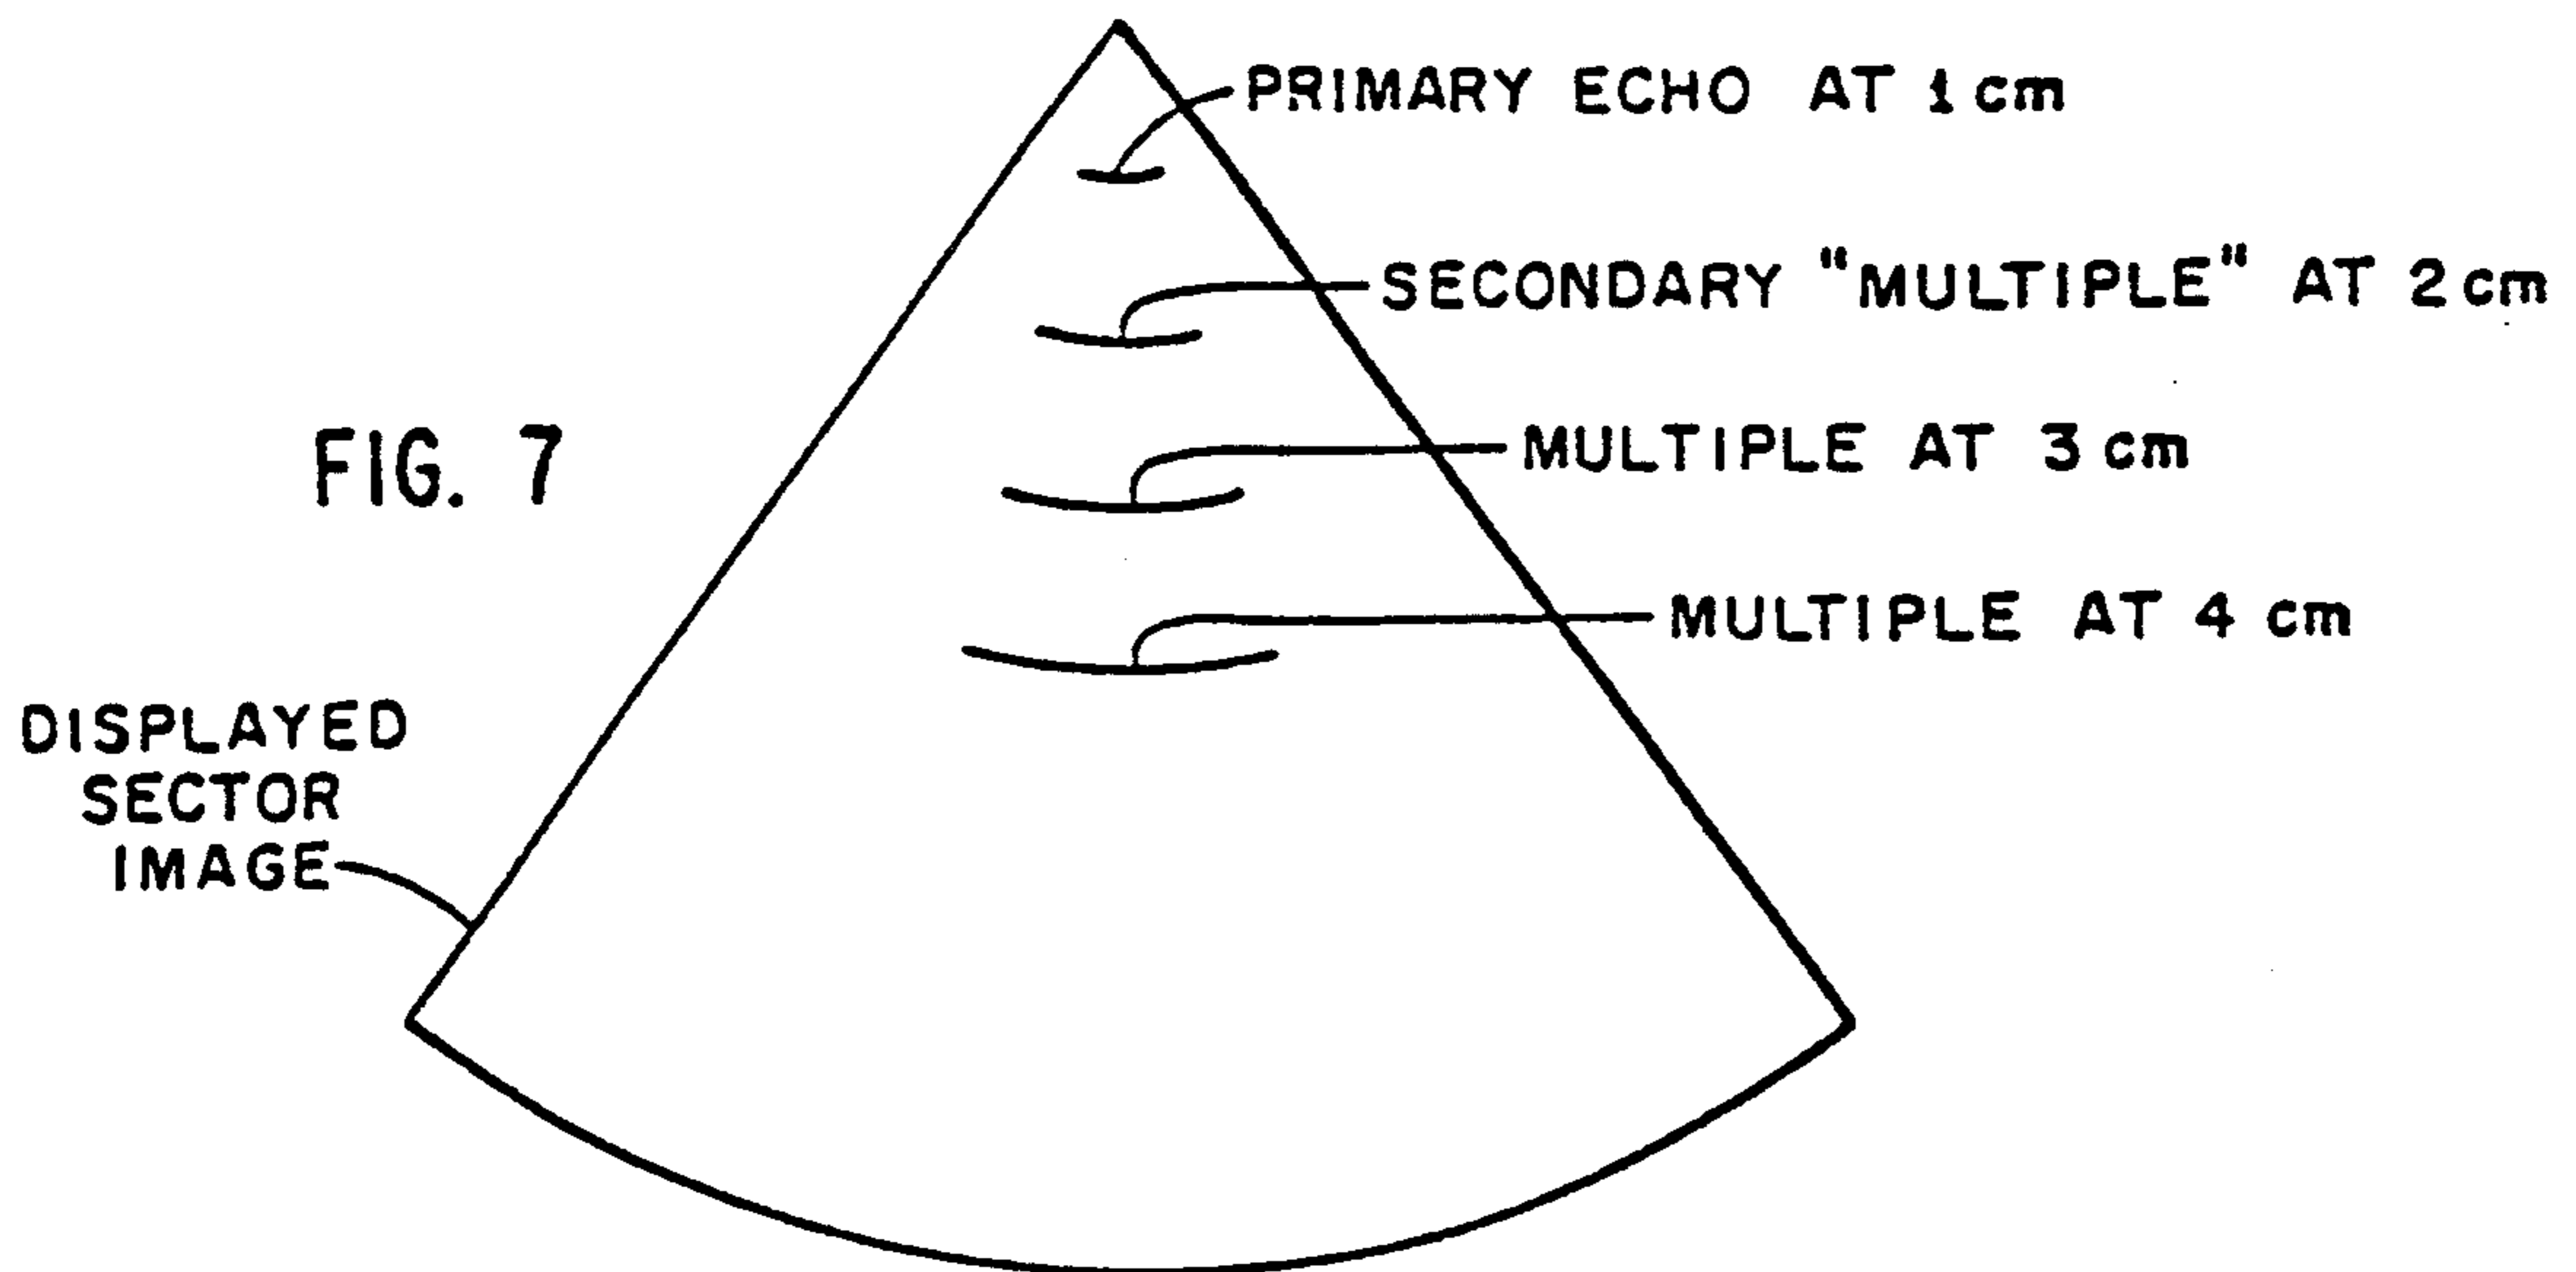 PRIMARY ECHO AT 1 cm
SECONDARY "MULTIPLE" AT 2 cm
MULTIPLE AT 3 cm
FIG. 7
MULTIPLE AT 4 cm
DISPLAYED
SECTOR
IMAGE